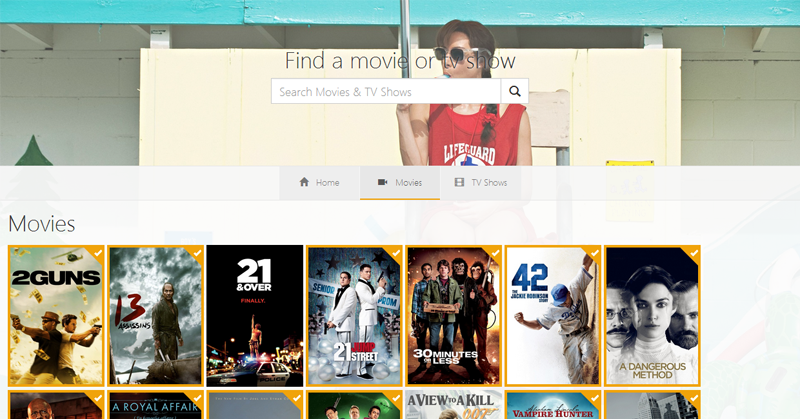 Find a movie or tv show
Search Movies & TV Shows
LIFEGUARD
Home
Movies
TV Shows
Movies
2GUNS
13
ASSASSINS
21
& OVER
FINALLY.
POLICE
SENIOR PROM
21 JUMP
STREET
30 MINUTES
OR LESS
42
THE
JACKIE ROBINSON
STORY
A DANGEROUS
METHOD
A ROYAL AFFAIR
A VIEW TO A KILL
007
VAMPIRE HUNTER